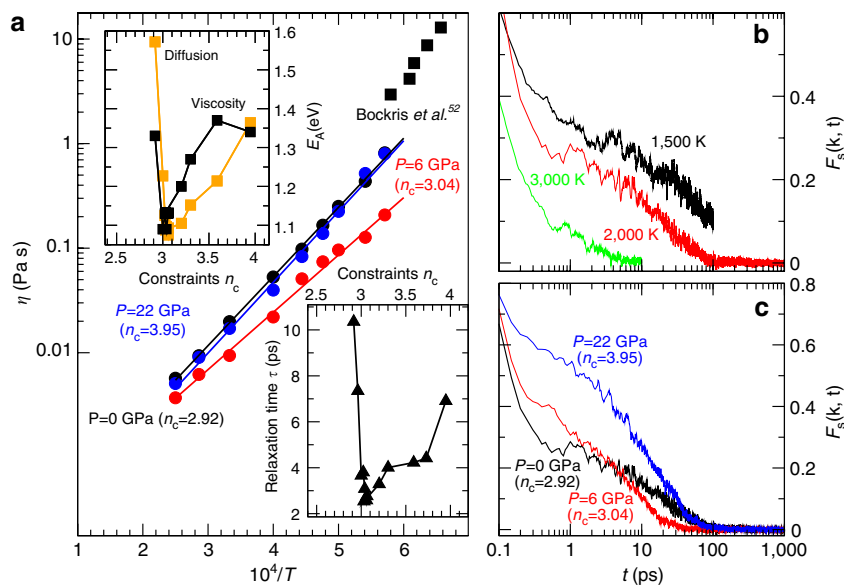 a
10
1
0.1
0.01
η (Pa s)
1
2
3
4
5
6
10⁴/T
Diffusion
Viscosity
1.6
1.5
1.4
1.3
1.2
1.1
E_A(eV)
2.5
3
3.5
4
Constraints n_c
Bockris et al.⁵²
P=6 GPa
(n_c=3.04)
P=22 GPa
(n_c=3.95)
P=0 GPa (n_c=2.92)
Constraints n_c
2.5
3
3.5
4
10
8
6
4
2
Relaxation time τ (ps)
b
1,500 K
3,000 K
2,000 K
0.4
0.2
0
F_s(k, t)
c
P=22 GPa
(n_c=3.95)
P=0 GPa
(n_c=2.92)
P=6 GPa
(n_c=3.04)
0.8
0.6
0.4
0.2
0
F_s(k, t)
0.1
1
10
100
1,000
t (ps)